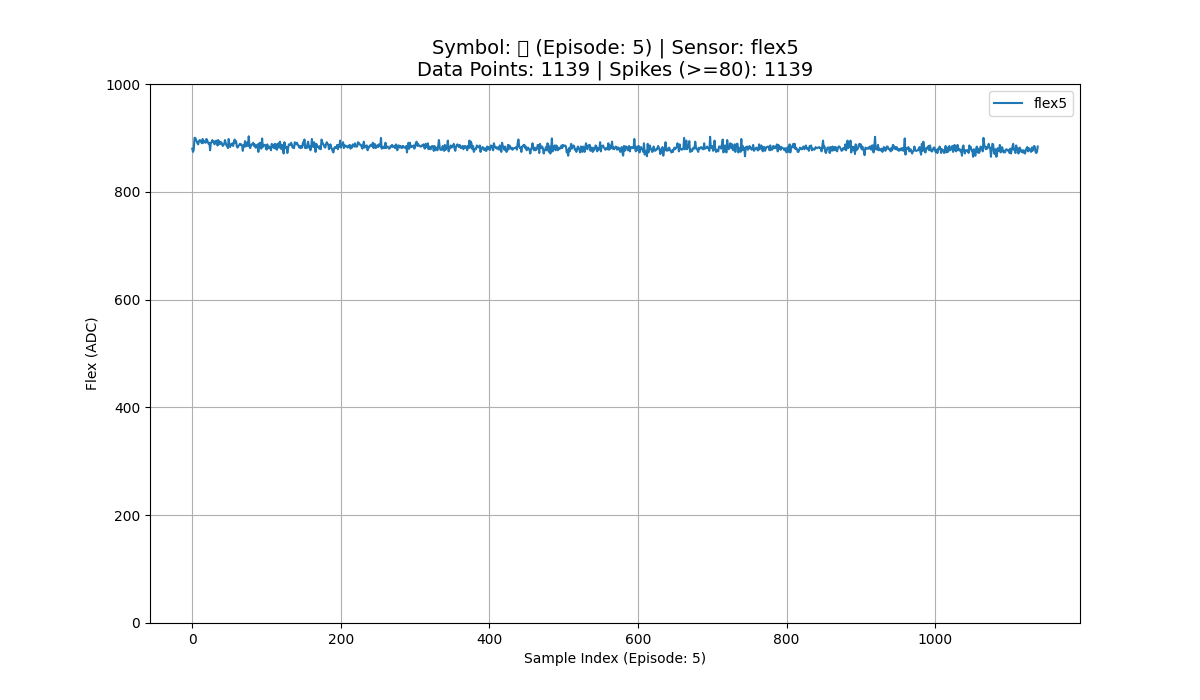 Symbol: (Episode: 5) | Sensor: flex5
Data Points: 1139 | Spikes (>=80): 1139
flex5
1000
800
600
400
200
0
Flex (ADC)
0 200 400 600 800 1000
Sample Index (Episode: 5)